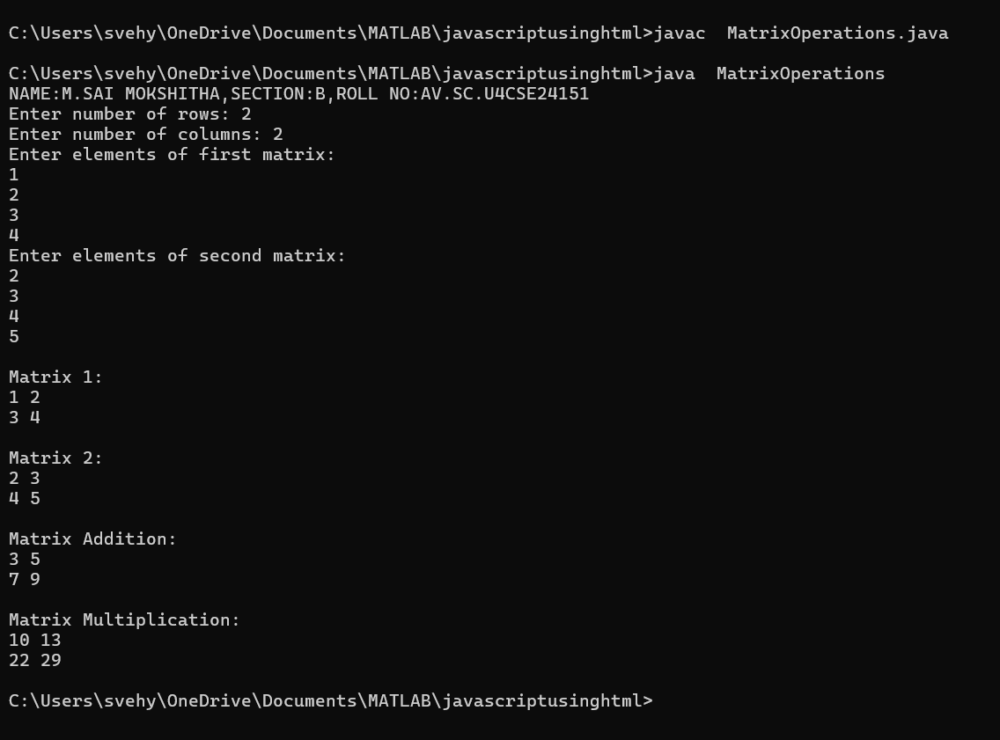 C:\Users\svehy\OneDrive\Documents\MATLAB\javascriptusinghtml>javac  MatrixOperations.java
C:\Users\svehy\OneDrive\Documents\MATLAB\javascriptusinghtml>java  MatrixOperations
NAME:M.SAI MOKSHITHA,SECTION:B,ROLL NO:AV.SC.U4CSE24151
Enter number of rows: 2
Enter number of columns: 2
Enter elements of first matrix:
1
2
3
4
Enter elements of second matrix:
2
3
4
5
Matrix 1:
1 2
3 4
Matrix 2:
2 3
4 5
Matrix Addition:
3 5
7 9
Matrix Multiplication:
10 13
22 29
C:\Users\svehy\OneDrive\Documents\MATLAB\javascriptusinghtml>